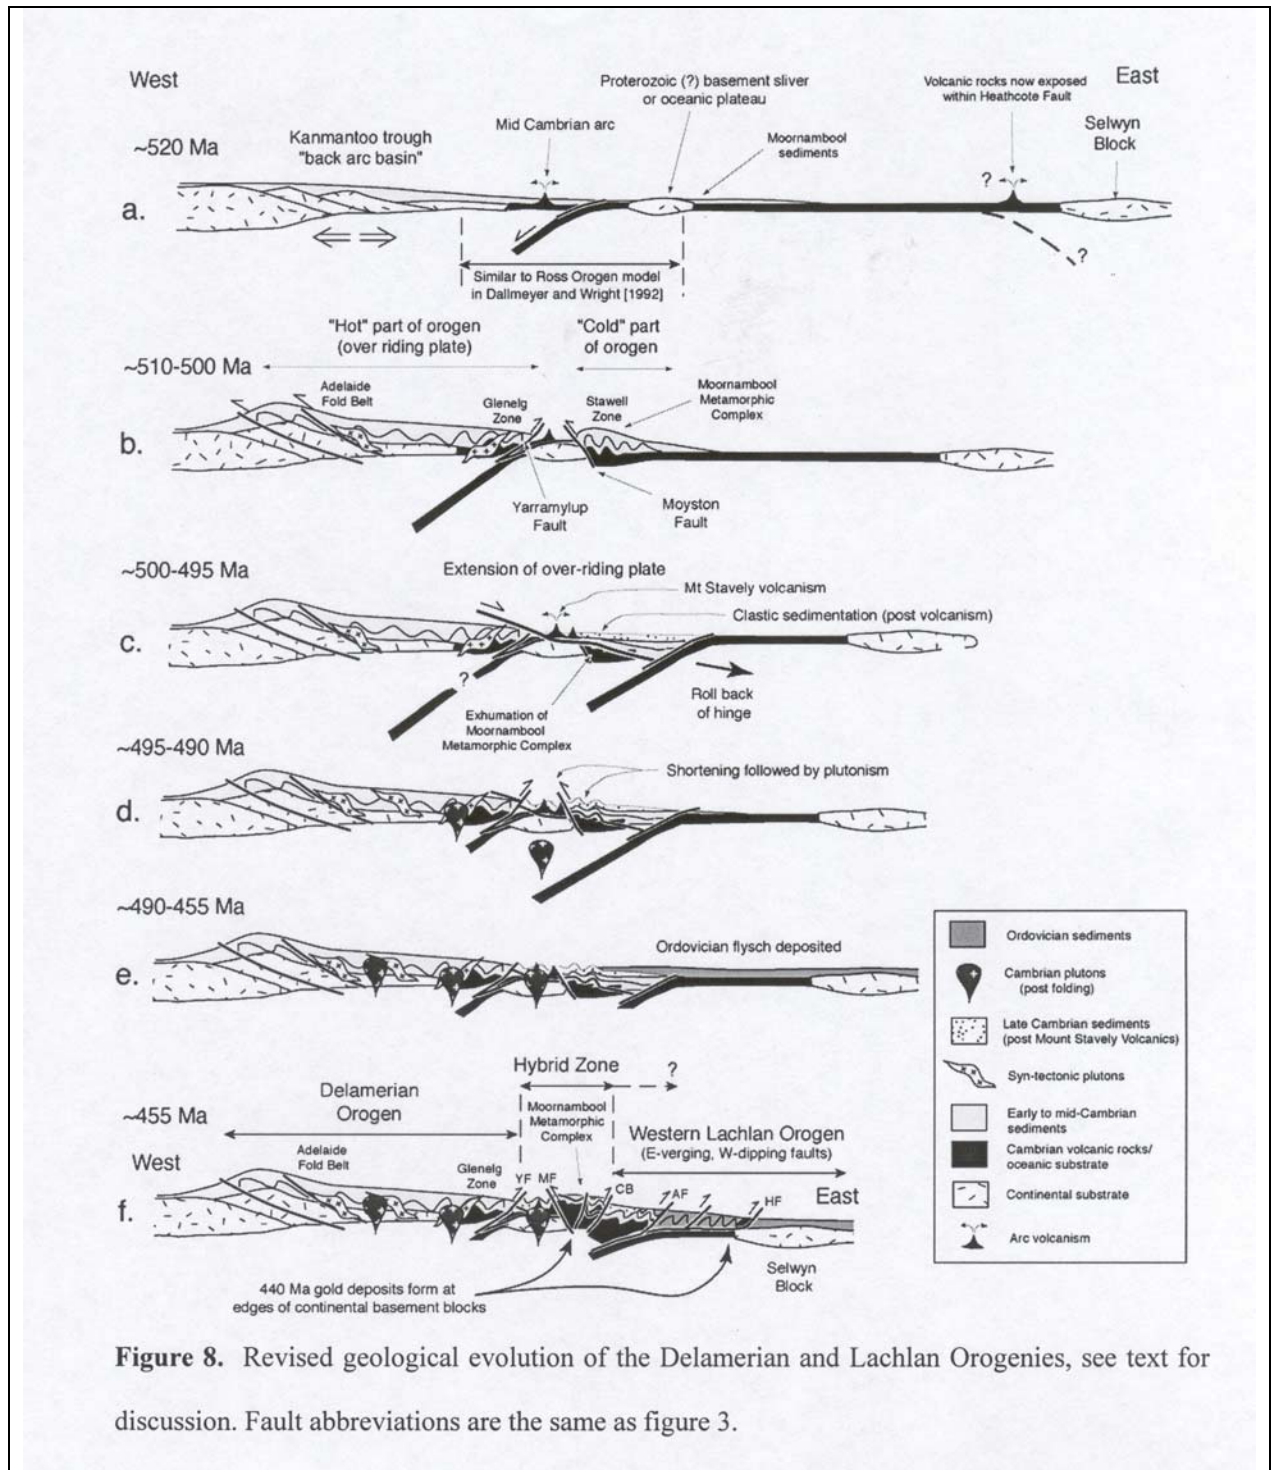 West
Proterozoic (?) basement sliver
or oceanic plateau
Volcanic rocks now exposed
within Heathcote Fault
East
Mid Cambrian arc
Kanmantoo trough
"back arc basin"
Moornambool
sediments
Selwyn
Block
~520 Ma
?
a.
?
Similar to Ross Orogen model
in Dallmeyer and Wright [1992]
"Hot" part of orogen
(over riding plate)
"Cold" part
of orogen
~510-500 Ma
Adelaide
Fold Belt
Glenelg
Zone
Stawell
Zone
Moornambool
Metamorphic
Complex
b.
Yarramylup
Fault
Moyston
Fault
~500-495 Ma
Extension of over-riding plate
Mt Stavely volcanism
Clastic sedimentation (post volcanism)
c.
?
Roll back
of hinge
Exhumation of
Moornambool
Metamorphic Complex
~495-490 Ma
Shortening followed by plutonism
d.
~490-455 Ma
Ordovician flysch deposited
e.
Ordovician sediments
Cambrian plutons
(post folding)
Late Cambrian sediments
(post Mount Stavely Volcanics)
Syn-tectonic plutons
Early to mid-Cambrian
sediments
Cambrian volcanic rocks/
oceanic substrate
Continental substrate
Arc volcanism
Hybrid Zone
?
Delamerian
Orogen
~455 Ma
Moornambool
Metamorphic
Complex
Western Lachlan Orogen
(E-verging, W-dipping faults)
West
Adelaide
Fold Belt
Glenelg
Zone
YF MF
CB
AF
HF
East
f.
Selwyn
Block
440 Ma gold deposits form at
edges of continental basement blocks
Figure 8. Revised geological evolution of the Delamerian and Lachlan Orogenies, see text for
discussion. Fault abbreviations are the same as figure 3.